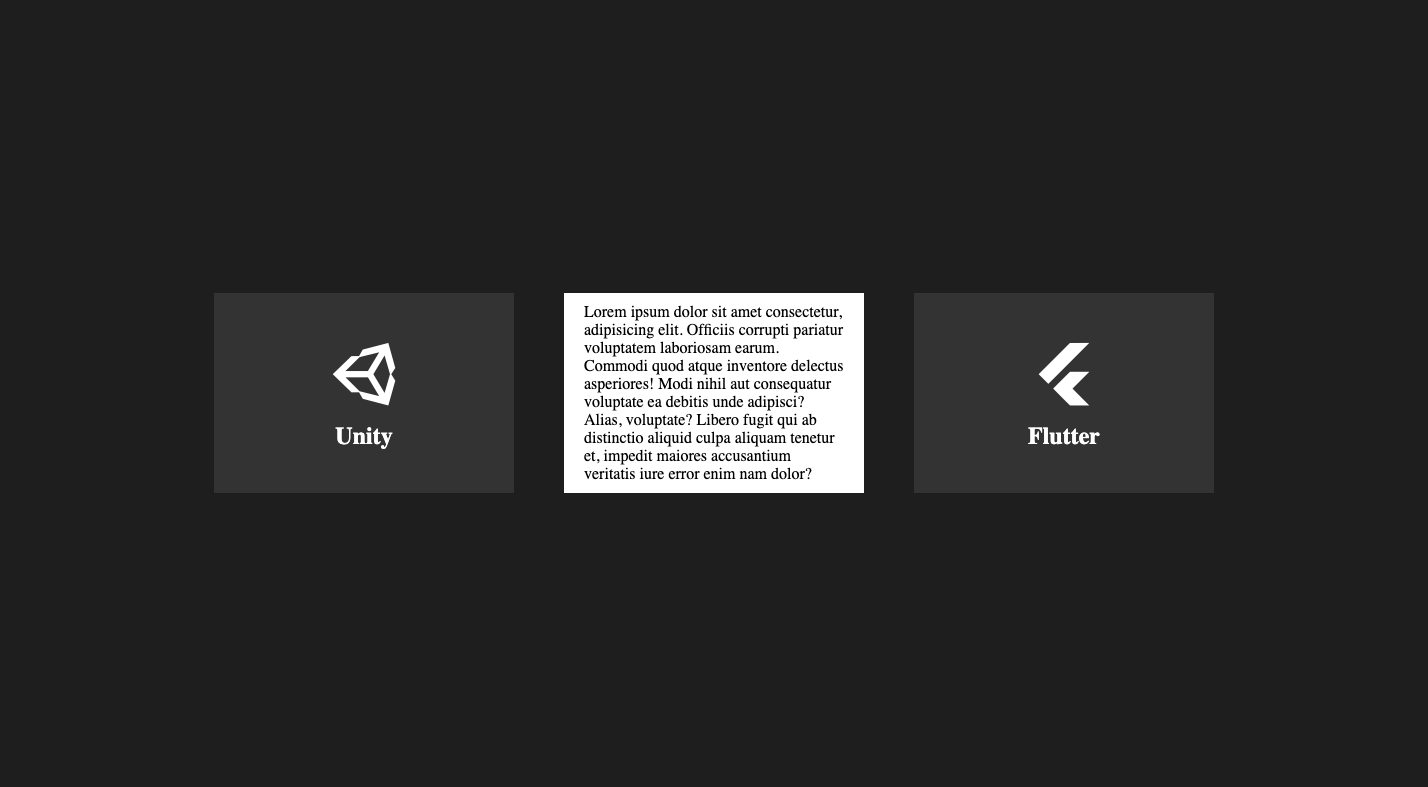 Unity
Lorem ipsum dolor sit amet consectetur,
adipisicing elit. Officiis corrupti pariatur
voluptatem laboriosam earum.
Commodi quod atque inventore delectus
asperiores! Modi nihil aut consequatur
voluptate ea debitis unde adipisci?
Alias, voluptate? Libero fugit qui ab
distinctio aliquid culpa aliquam tenetur
et, impedit maiores accusantium
veritatis iure error enim nam dolor?
Flutter